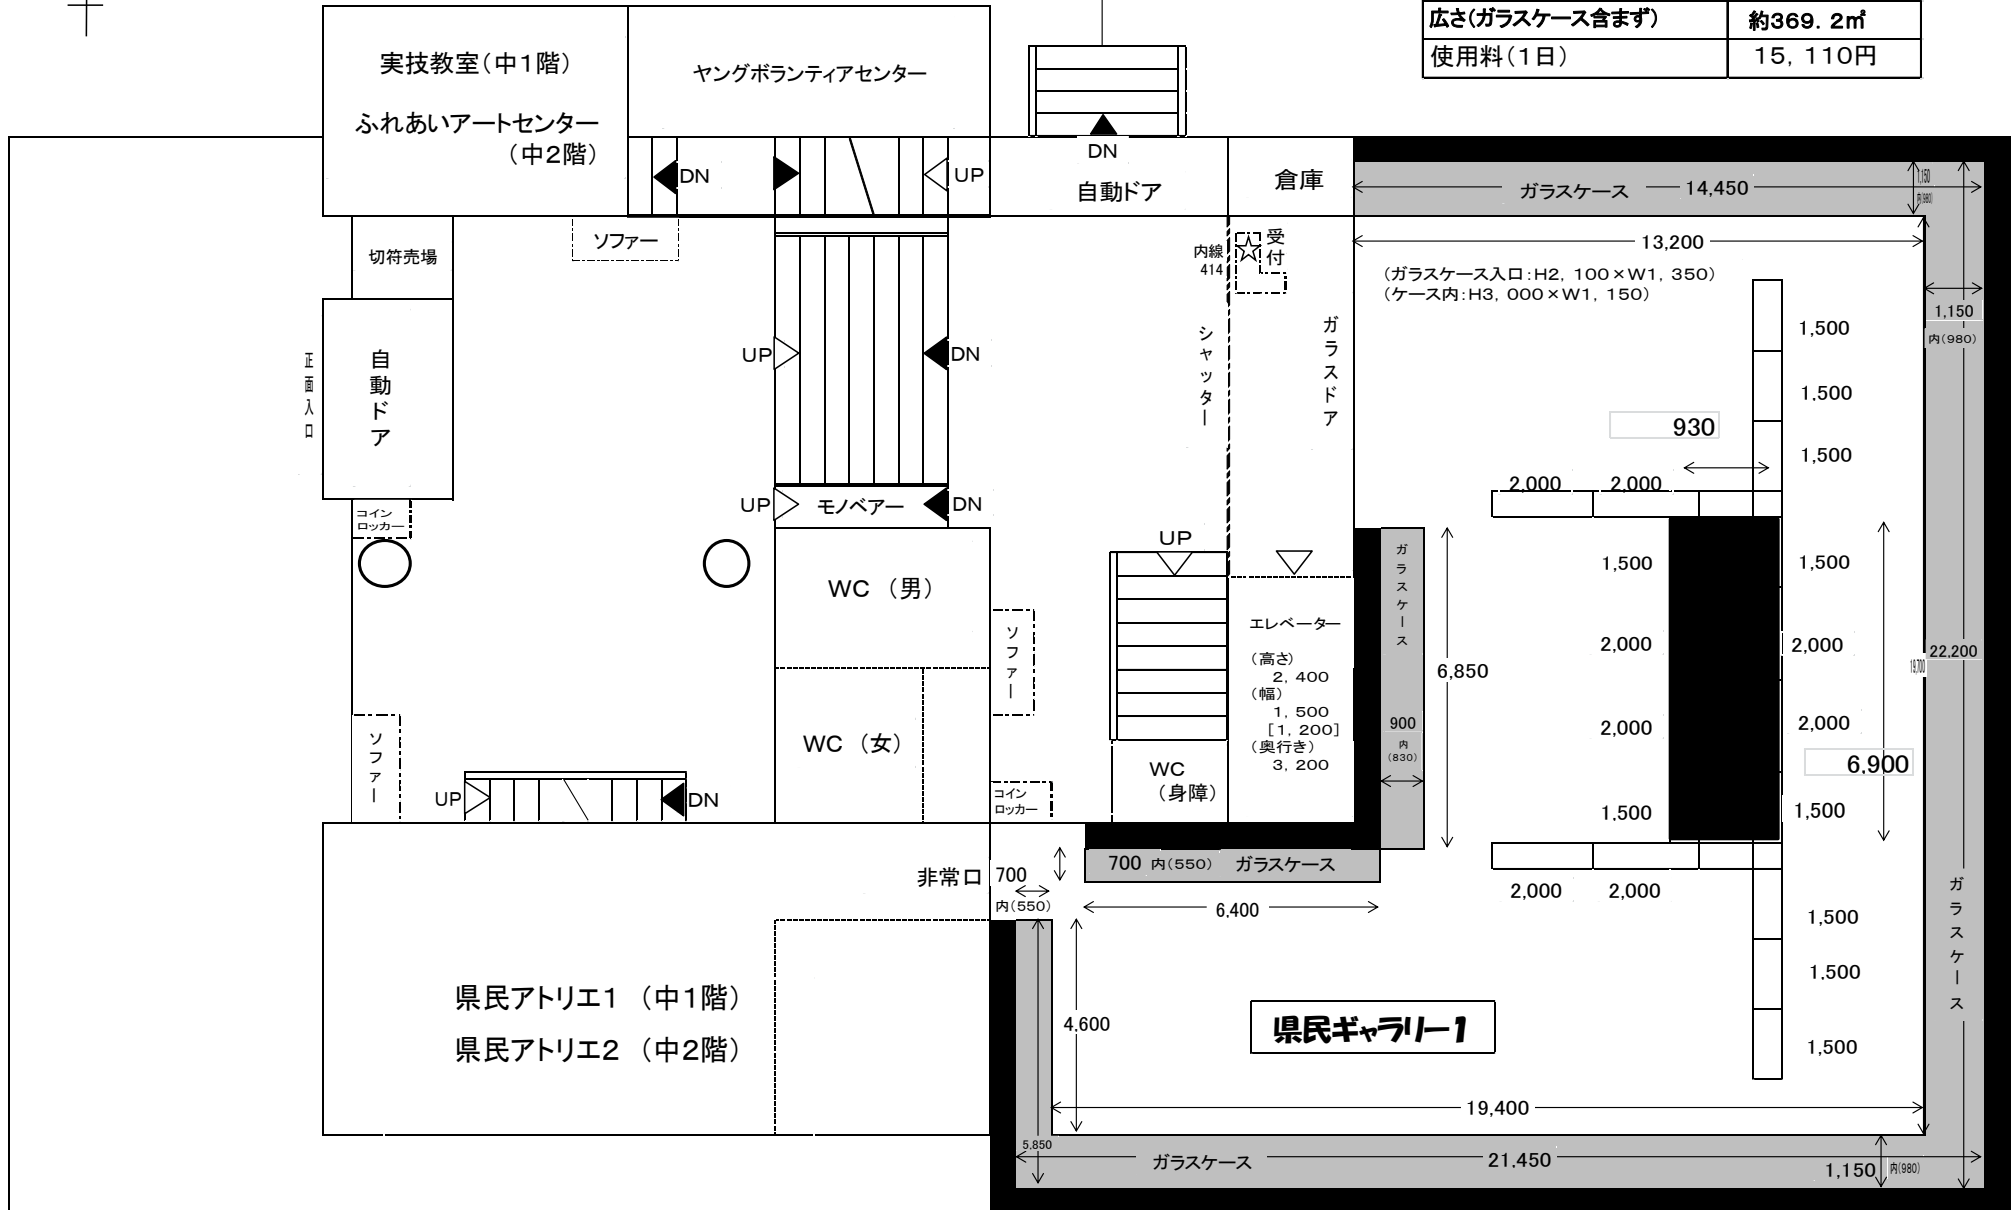 広さ(ガラスケース含まず)
約369.2㎡
使用料(1日)
15,110円
実技教室(中1階)
ふれあいアートセンター
(中2階)
ヤングボランティアセンター
DN
UP
DN
自動ドア
倉庫
ガラスケース
14,450
1,150
内(980)
切符売場
ソファー
内線
414
受付
13,200
(ガラスケース入口:H2,100×W1,350)
(ケース内:H3,000×W1,150)
1,150
内(980)
正面入口
自動ドア
UP
DN
シャッター
ガラスドア
1,500
1,500
930
1,500
2,000
2,000
コイン
ロッカー
UP
モノベアー
DN
UP
WC (男)
ガラスケース
1,500
1,500
ソファー
エレベーター
(高さ)
2,400
(幅)
1,500
[1,200]
(奥行き)
3,200
6,850
2,000
2,000
19,700
22,200
900
内
(830)
2,000
2,000
6,900
ソファー
WC (女)
WC
(身障)
UP
DN
コイン
ロッカー
1,500
1,500
非常口
700
内(550)
700 内(550) ガラスケース
6,400
2,000
2,000
ガラスケース
1,500
1,500
1,500
県民アトリエ1 (中1階)
県民アトリエ2 (中2階)
4,600
県民ギャラリー1
19,400
5,850
ガラスケース
21,450
1,150
内(980)